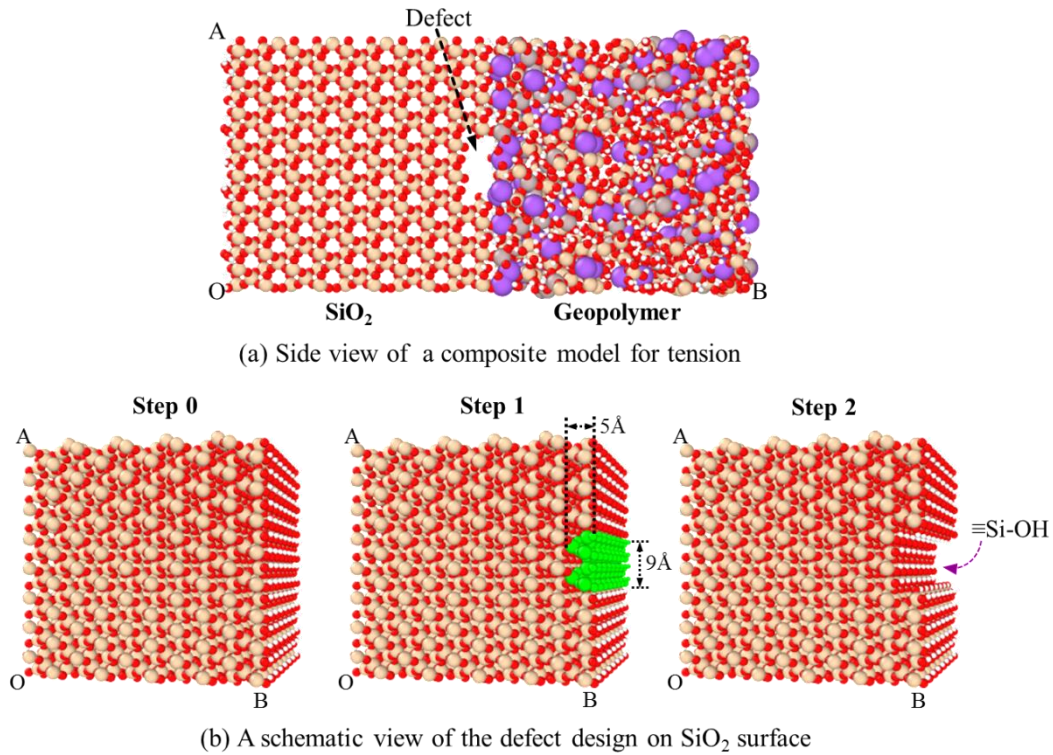 Defect
A
O
B
SiO₂ Geopolymer
(a) Side view of a composite model for tension
Step 0 Step 1 Step 2
A A A
5Å
≡Si-OH
9Å
O O O
B B B
(b) A schematic view of the defect design on SiO₂ surface